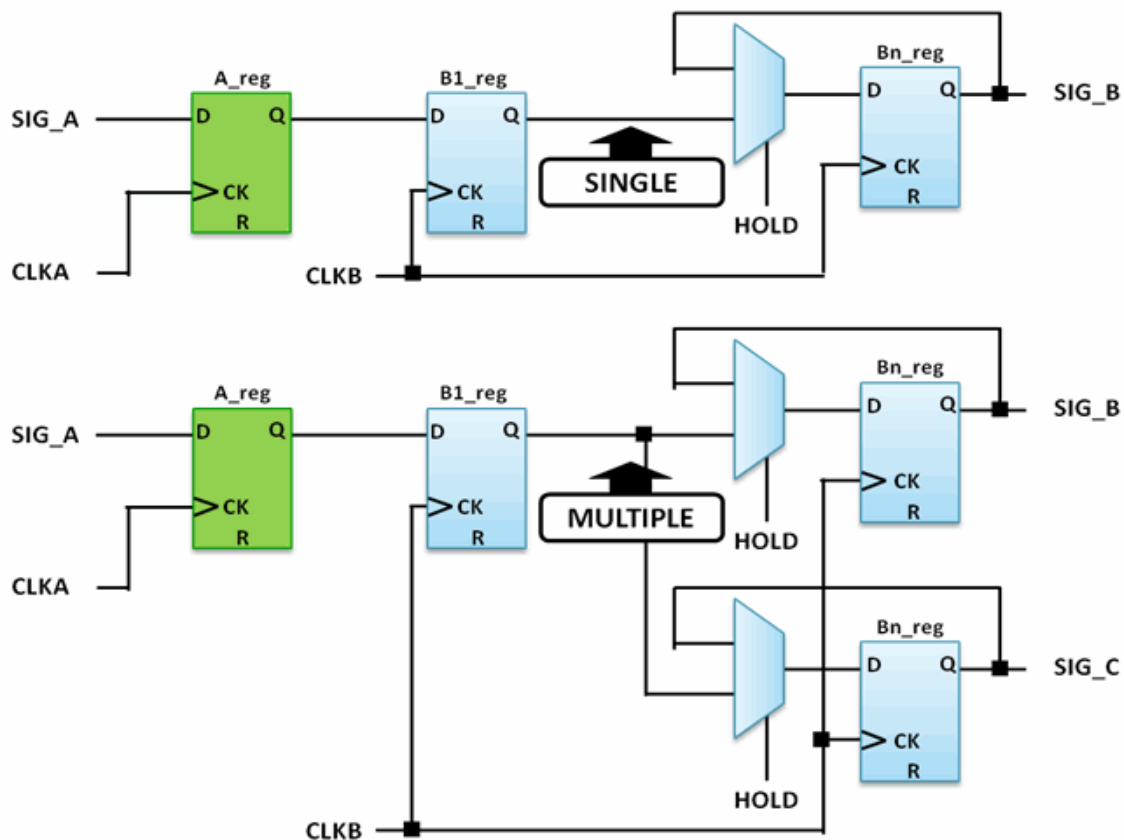 A_reg
B1_reg
Bn_reg
SIG_A
D Q
D Q
D Q
SIG_B
CK
CK
CK
SINGLE
R
R
R
HOLD
CLKA
CLKB
A_reg
B1_reg
Bn_reg
SIG_A
D Q
D Q
D Q
SIG_B
CK
CK
CK
MULTIPLE
R
R
R
HOLD
CLKA
Bn_reg
D Q
SIG_C
CK
R
HOLD
CLKB